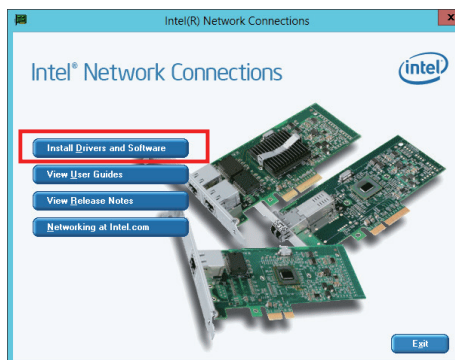 Intel(R) Network Connections
x
Intel® Network Connections
intel®
Install Drivers and Software
View User Guides
View Release Notes
Networking at Intel.com
Exit